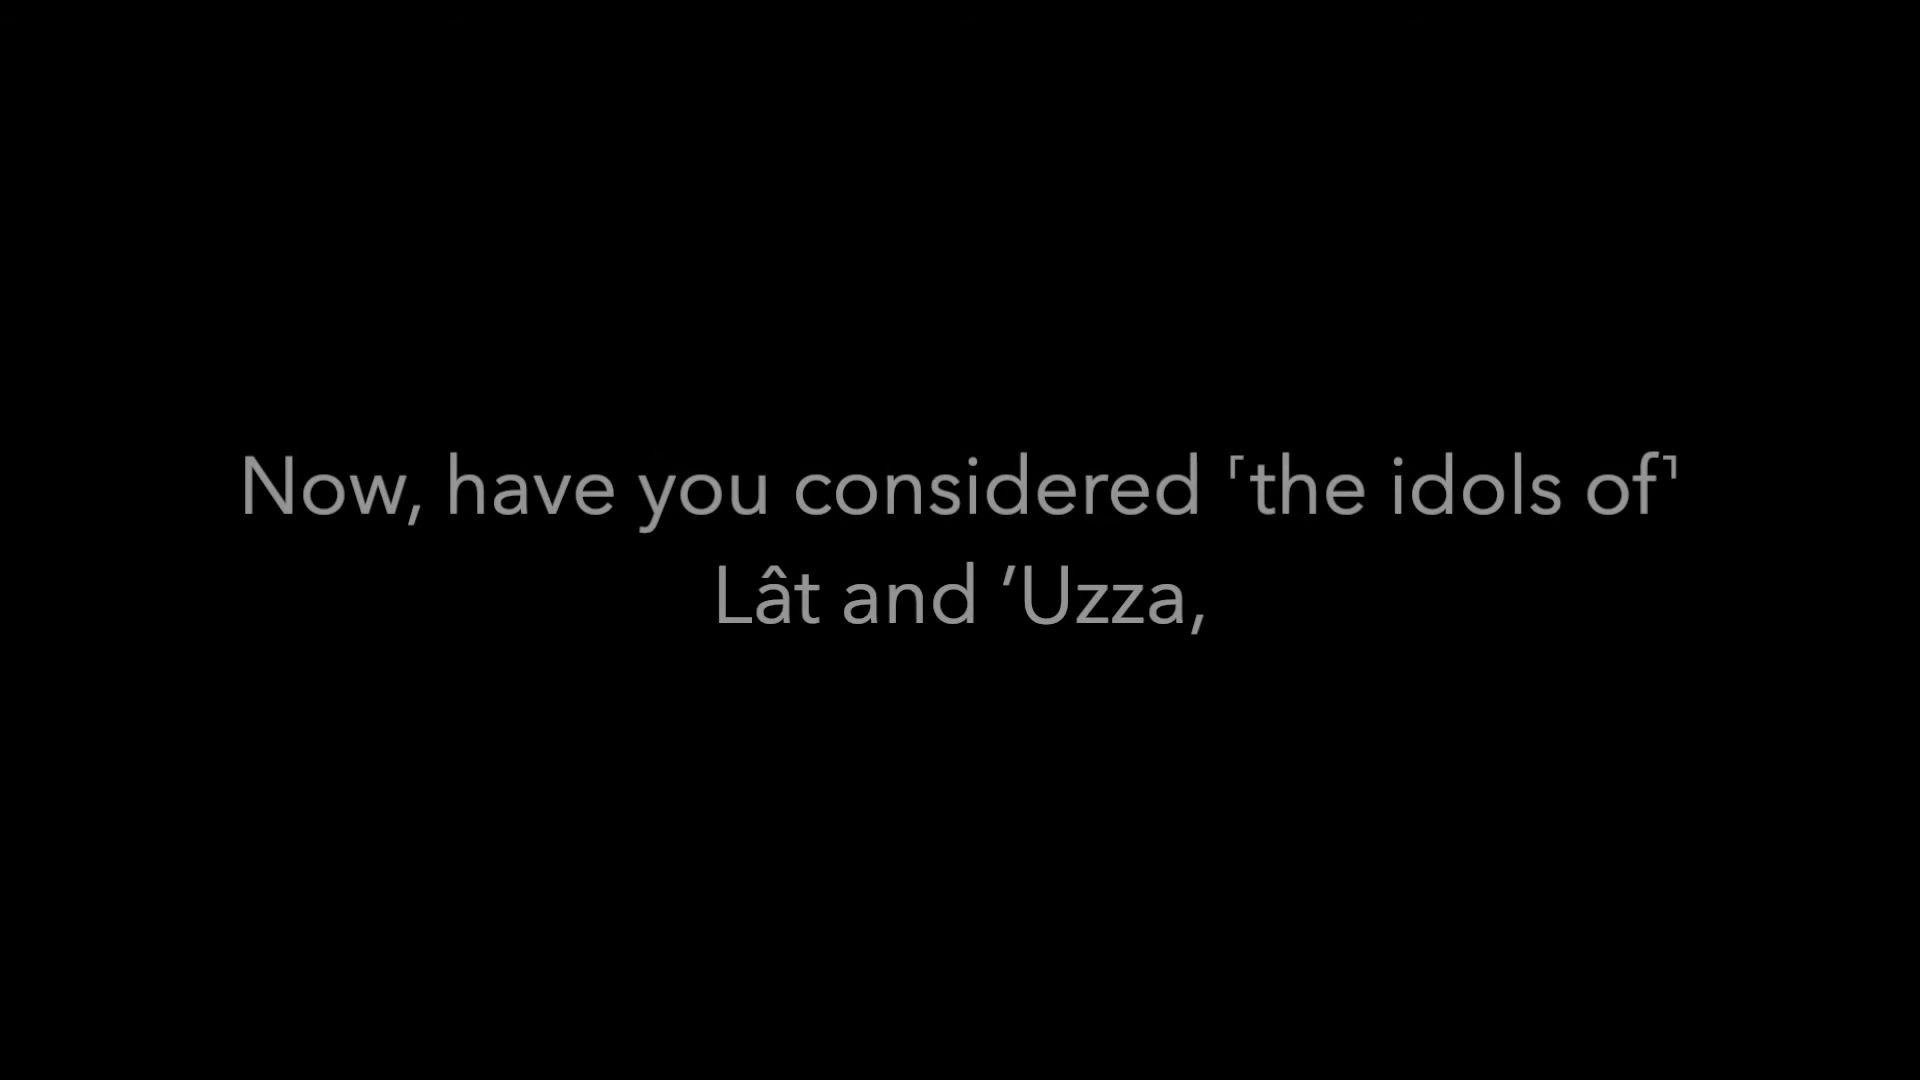 Now, have you considered ˹the idols of˺
Lât and ’Uzza,